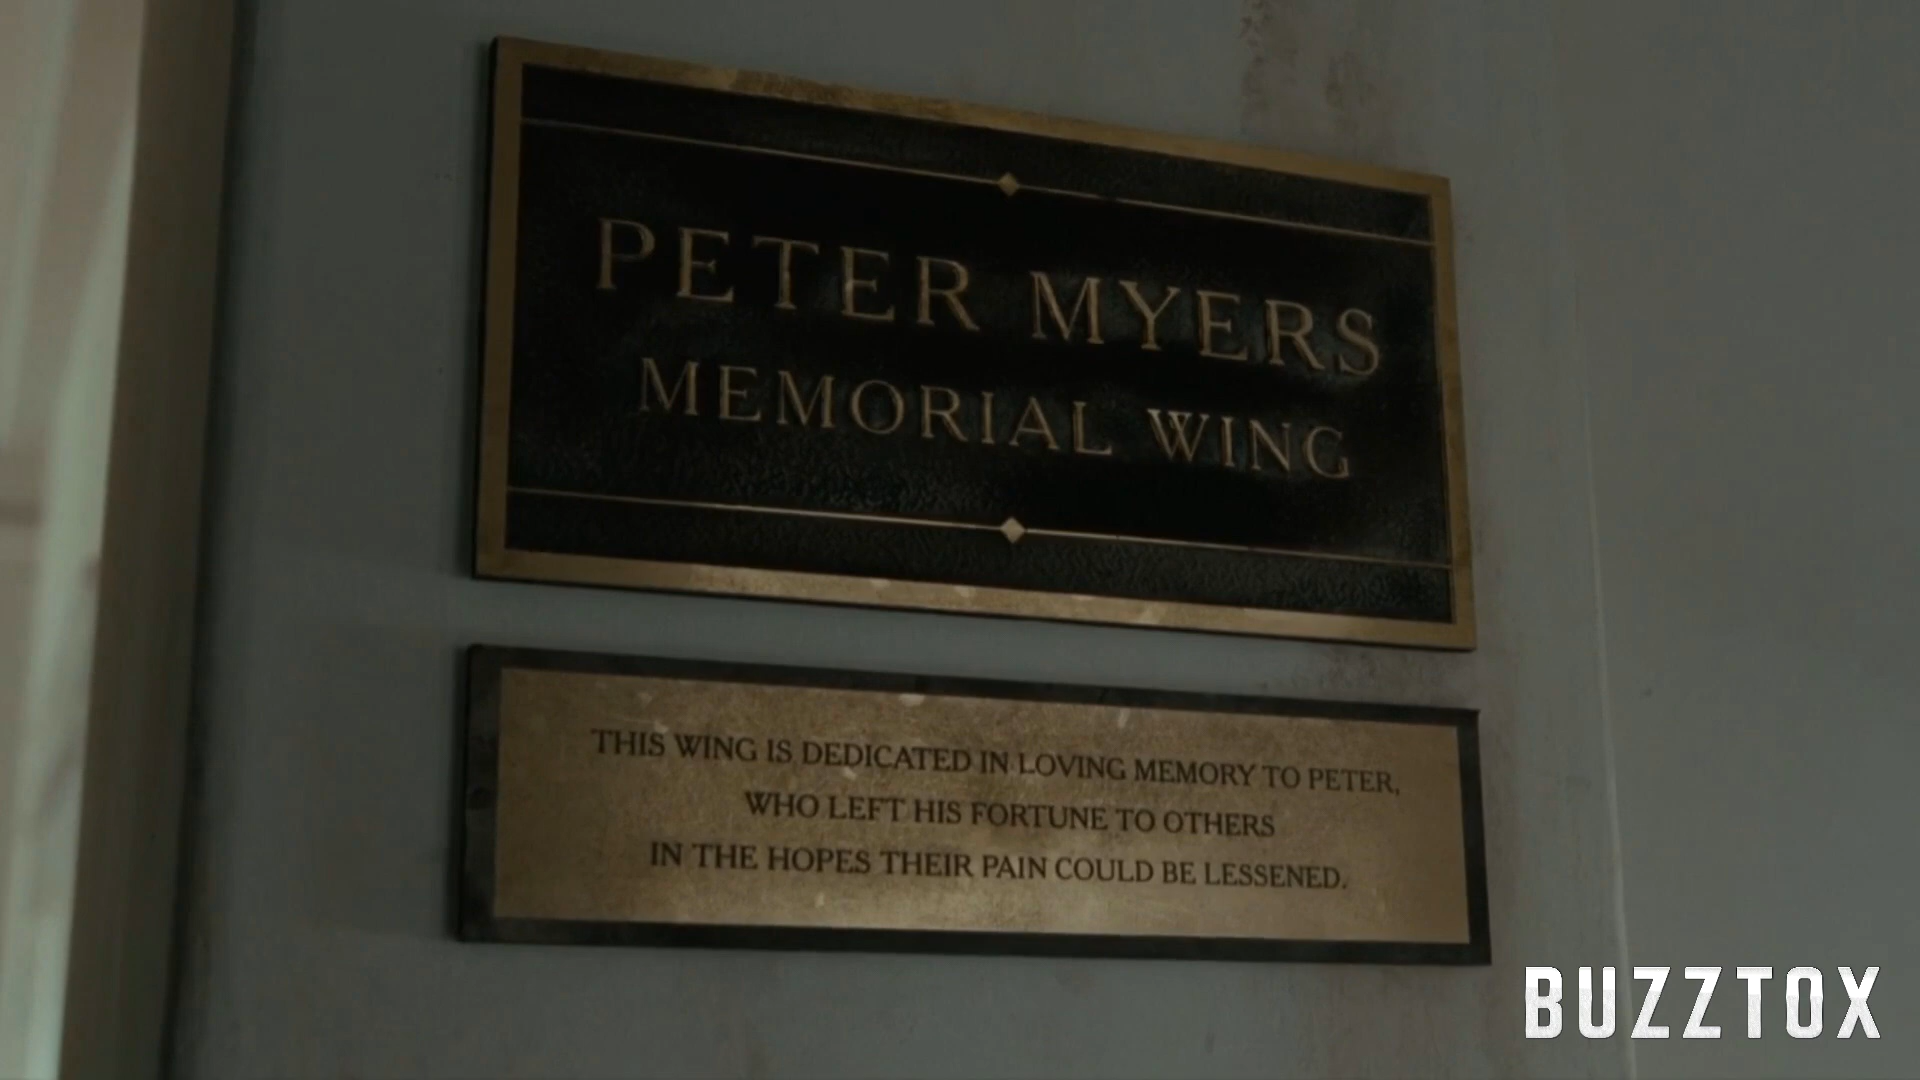 PETER MYERS
MEMORIAL WING
THIS WING IS DEDICATED IN LOVING MEMORY TO PETER,
WHO LEFT HIS FORTUNE TO OTHERS
IN THE HOPES THEIR PAIN COULD BE LESSENED.
BUZZTOX